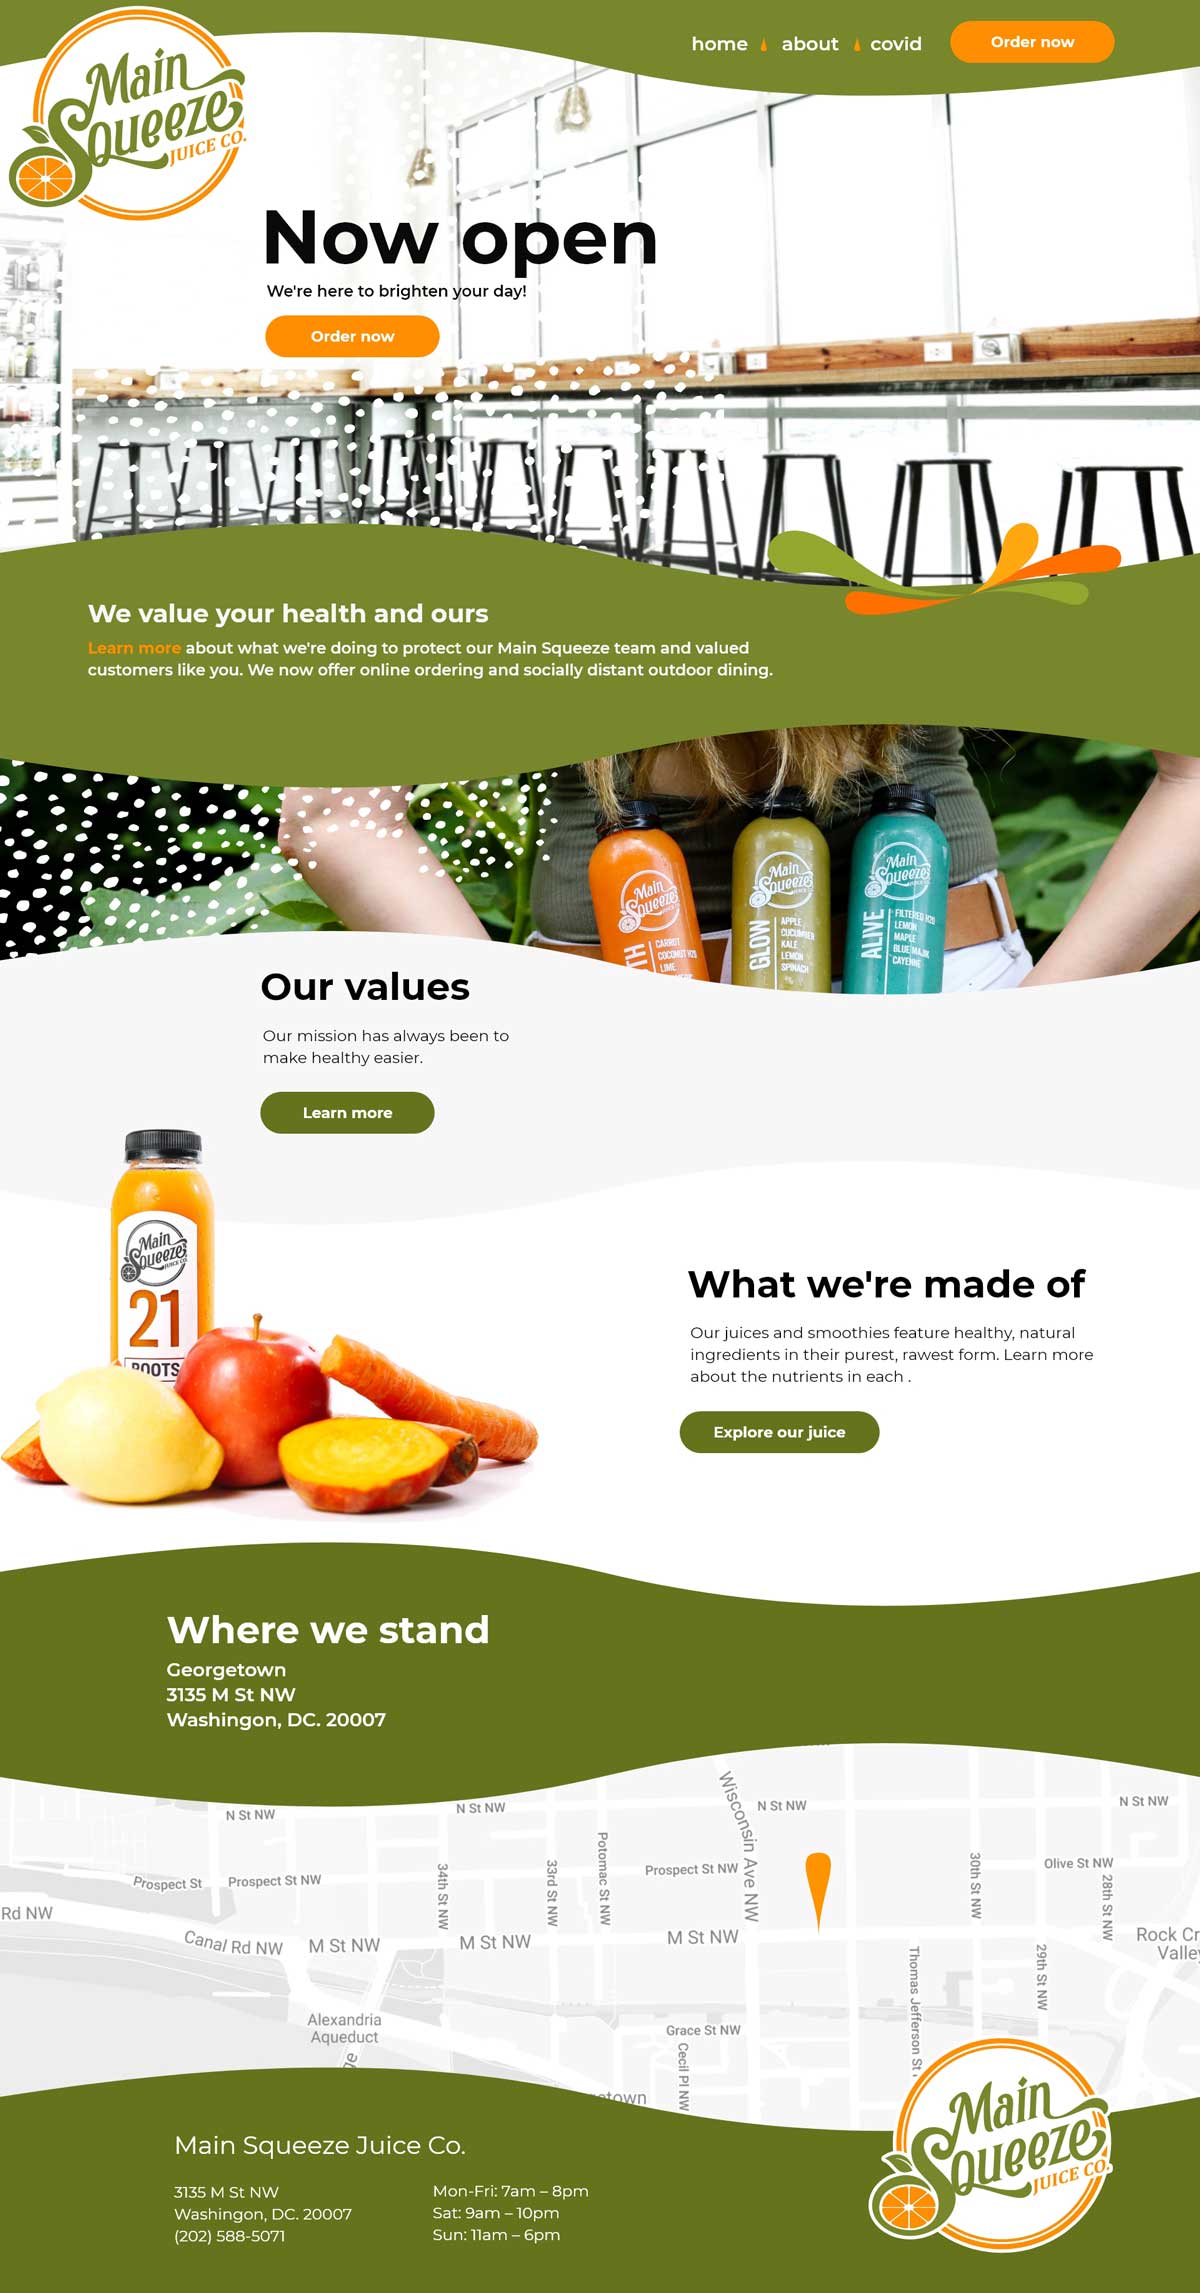 Main
Squeeze
JUICE CO.
home about covid Order now
Now open
We're here to brighten your day!
Order now
We value your health and ours
Learn more about what we're doing to protect our Main Squeeze team and valued
customers like you. We now offer online ordering and socially distant outdoor dining.
Main
Squeeze
JUICE CO.
CARROT
COCONUT H2O
LIME
Main
Squeeze
JUICE CO.
GLOW
APPLE
CUCUMBER
KALE
LEMON
SPINACH
Main
Squeeze
JUICE CO.
ALIVE
FILTERED H2O
LEMON
MAPLE
BLUE MAJIK
CAYENNE
Our values
Our mission has always been to
make healthy easier.
Learn more
Main
Squeeze
JUICE CO.
21
ROOTS
What we're made of
Our juices and smoothies feature healthy, natural
ingredients in their purest, rawest form. Learn more
about the nutrients in each .
Explore our juice
Where we stand
Georgetown
3135 M St NW
Washingon, DC. 20007
N St NW
N St NW
Wisconsin Ave NW
N St NW
N St NW
Prospect St
Prospect St NW
34th St NW
33rd St NW
Potomac St NW
Prospect St NW
30th St NW
Olive St NW
28th St NW
Rd NW
Canal Rd NW
M St NW
M St NW
M St NW
Rock Cr
Valley
Thomas Jefferson St
29th St NW
Alexandria
Aqueduct
Grace St NW
Cecil Pl NW
Main
Squeeze
JUICE CO.
Main Squeeze Juice Co.
3135 M St NW
Washingon, DC. 20007
(202) 588-5071
Mon-Fri: 7am – 8pm
Sat: 9am – 10pm
Sun: 11am – 6pm